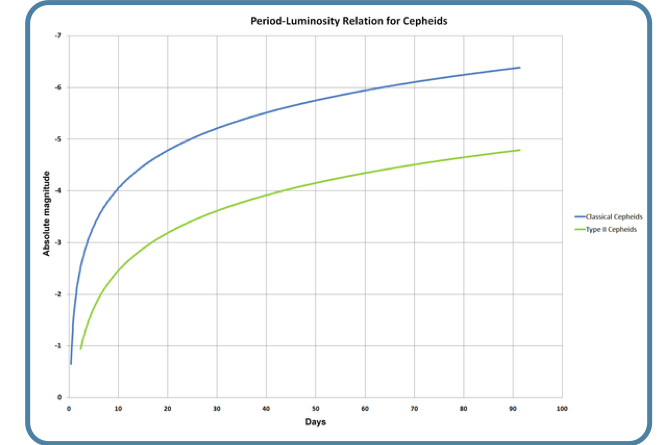 Period-Luminosity Relation for Cepheids
-7
-6
-5
-4
-3
-2
-1
0
Absolute magnitude
0 10 20 30 40 50 60 70 80 90 100
Days
Classical Cepheids
Type II Cepheids